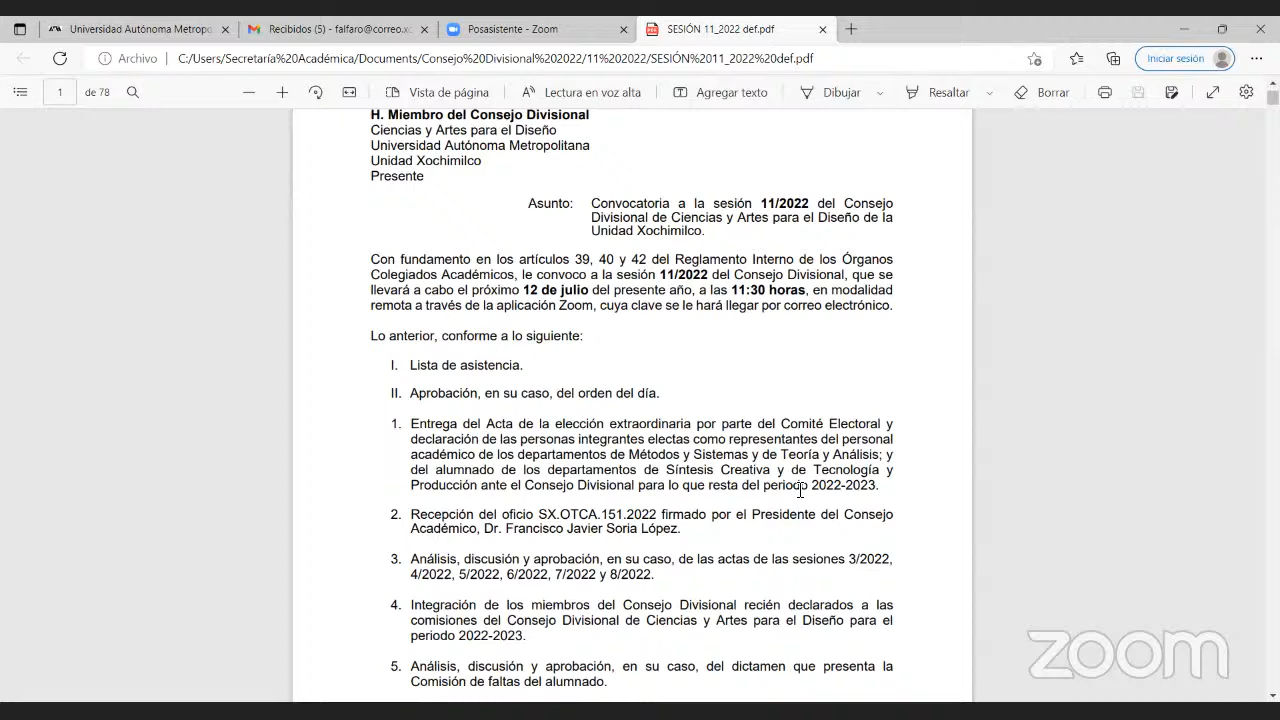 Universidad Autónoma Metropo
Recibidos (5) - falfaro@correo.xc
Posasistente - Zoom
SESIÓN 11_2022 def.pdf
Archivo
C:/Users/Secretaría%20Académica/Documents/Consejo%20Divisional%202022/11%202022/SESIÓN%2011_2022%20def.pdf
Iniciar sesión
1
de 78
Vista de página
Lectura en voz alta
Agregar texto
Dibujar
Resaltar
Borrar
H. Miembro del Consejo Divisional
Ciencias y Artes para el Diseño
Universidad Autónoma Metropolitana
Unidad Xochimilco
Presente
Asunto: Convocatoria a la sesión 11/2022 del Consejo
Divisional de Ciencias y Artes para el Diseño de la
Unidad Xochimilco.
Con fundamento en los artículos 39, 40 y 42 del Reglamento Interno de los Órganos
Colegiados Académicos, le convoco a la sesión 11/2022 del Consejo Divisional, que se
llevará a cabo el próximo 12 de julio del presente año, a las 11:30 horas, en modalidad
remota a través de la aplicación Zoom, cuya clave se le hará llegar por correo electrónico.
Lo anterior, conforme a lo siguiente:
I. Lista de asistencia.
II. Aprobación, en su caso, del orden del día.
1. Entrega del Acta de la elección extraordinaria por parte del Comité Electoral y
declaración de las personas integrantes electas como representantes del personal
académico de los departamentos de Métodos y Sistemas y de Teoría y Análisis; y
del alumnado de los departamentos de Síntesis Creativa y de Tecnología y
Producción ante el Consejo Divisional para lo que resta del periodo 2022-2023.
2. Recepción del oficio SX.OTCA.151.2022 firmado por el Presidente del Consejo
Académico, Dr. Francisco Javier Soria López.
3. Análisis, discusión y aprobación, en su caso, de las actas de las sesiones 3/2022,
4/2022, 5/2022, 6/2022, 7/2022 y 8/2022.
4. Integración de los miembros del Consejo Divisional recién declarados a las
comisiones del Consejo Divisional de Ciencias y Artes para el Diseño para el
periodo 2022-2023.
5. Análisis, discusión y aprobación, en su caso, del dictamen que presenta la
Comisión de faltas del alumnado.
zoom